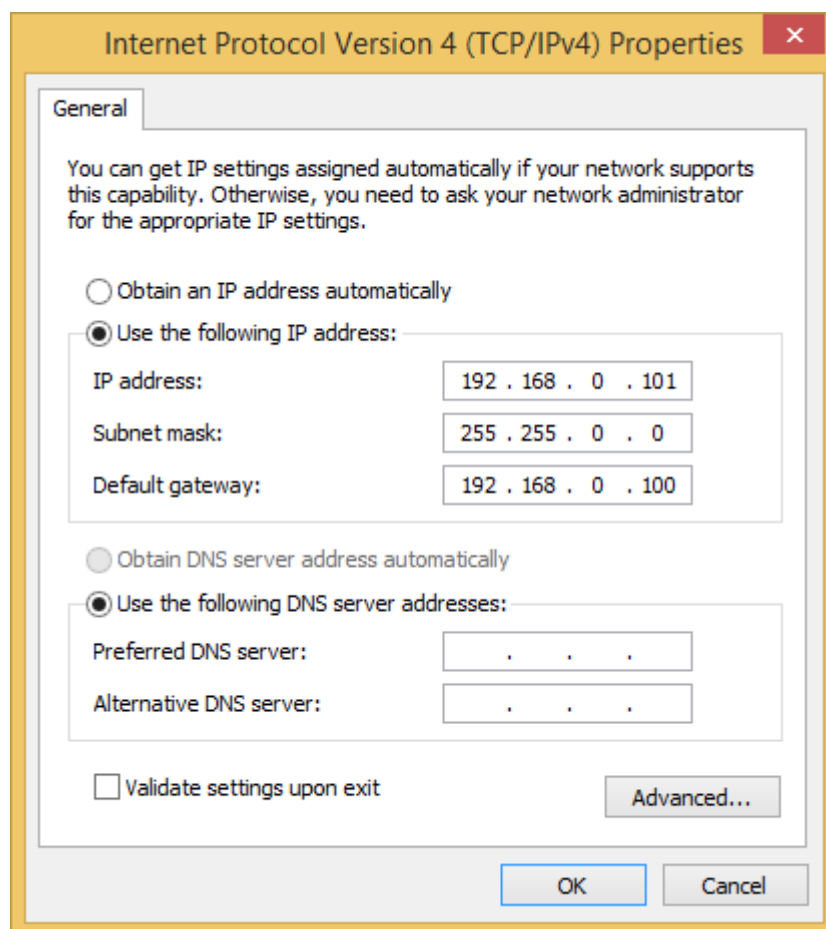 Internet Protocol Version 4 (TCP/IPv4) Properties
General
You can get IP settings assigned automatically if your network supports
this capability. Otherwise, you need to ask your network administrator
for the appropriate IP settings.
Obtain an IP address automatically
Use the following IP address:
IP address: 192 . 168 . 0 . 101
Subnet mask: 255 . 255 . 0 . 0
Default gateway: 192 . 168 . 0 . 100
Obtain DNS server address automatically
Use the following DNS server addresses:
Preferred DNS server: . . .
Alternative DNS server: . . .
Validate settings upon exit
Advanced...
OK Cancel